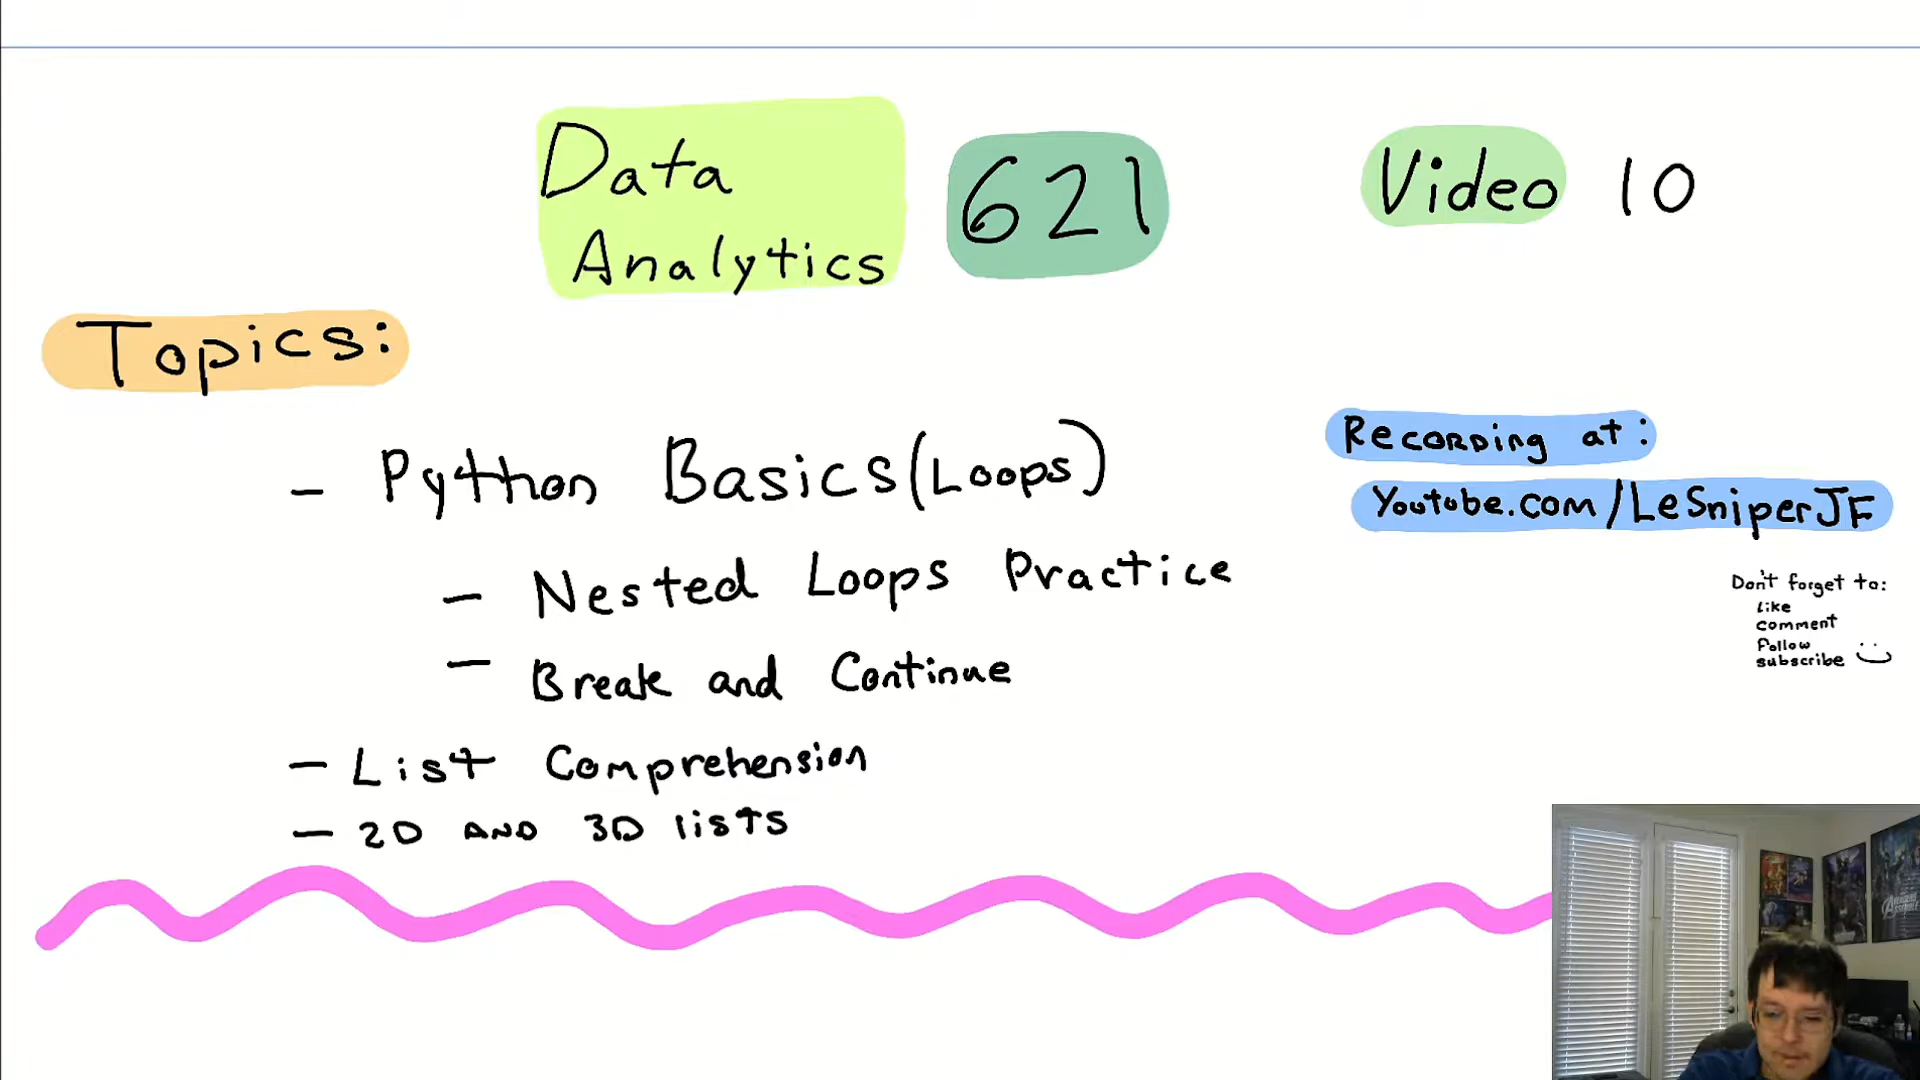 Data
Analytics
621
Video 10
Topics:
- Python Basics (Loops)
- Nested Loops Practice
- Break and Continue
- List Comprehension
- 2D AND 3D lists
Recording at:
Youtube.com/LeSniperJF
Don't forget to:
like
comment
follow
subscribe